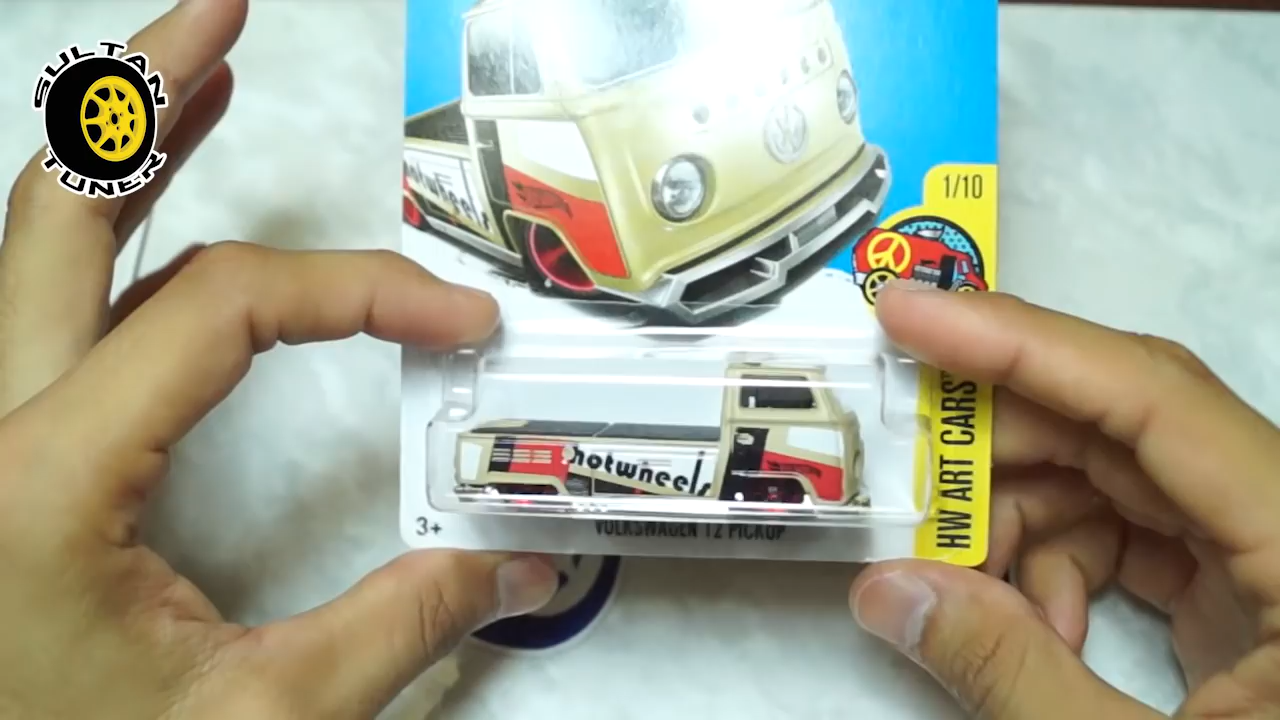 SULTAN
TUNER
1/10
hotwheels
HW ART CARS
hotwheels
VOLKSWAGEN T2 PICKUP
3+